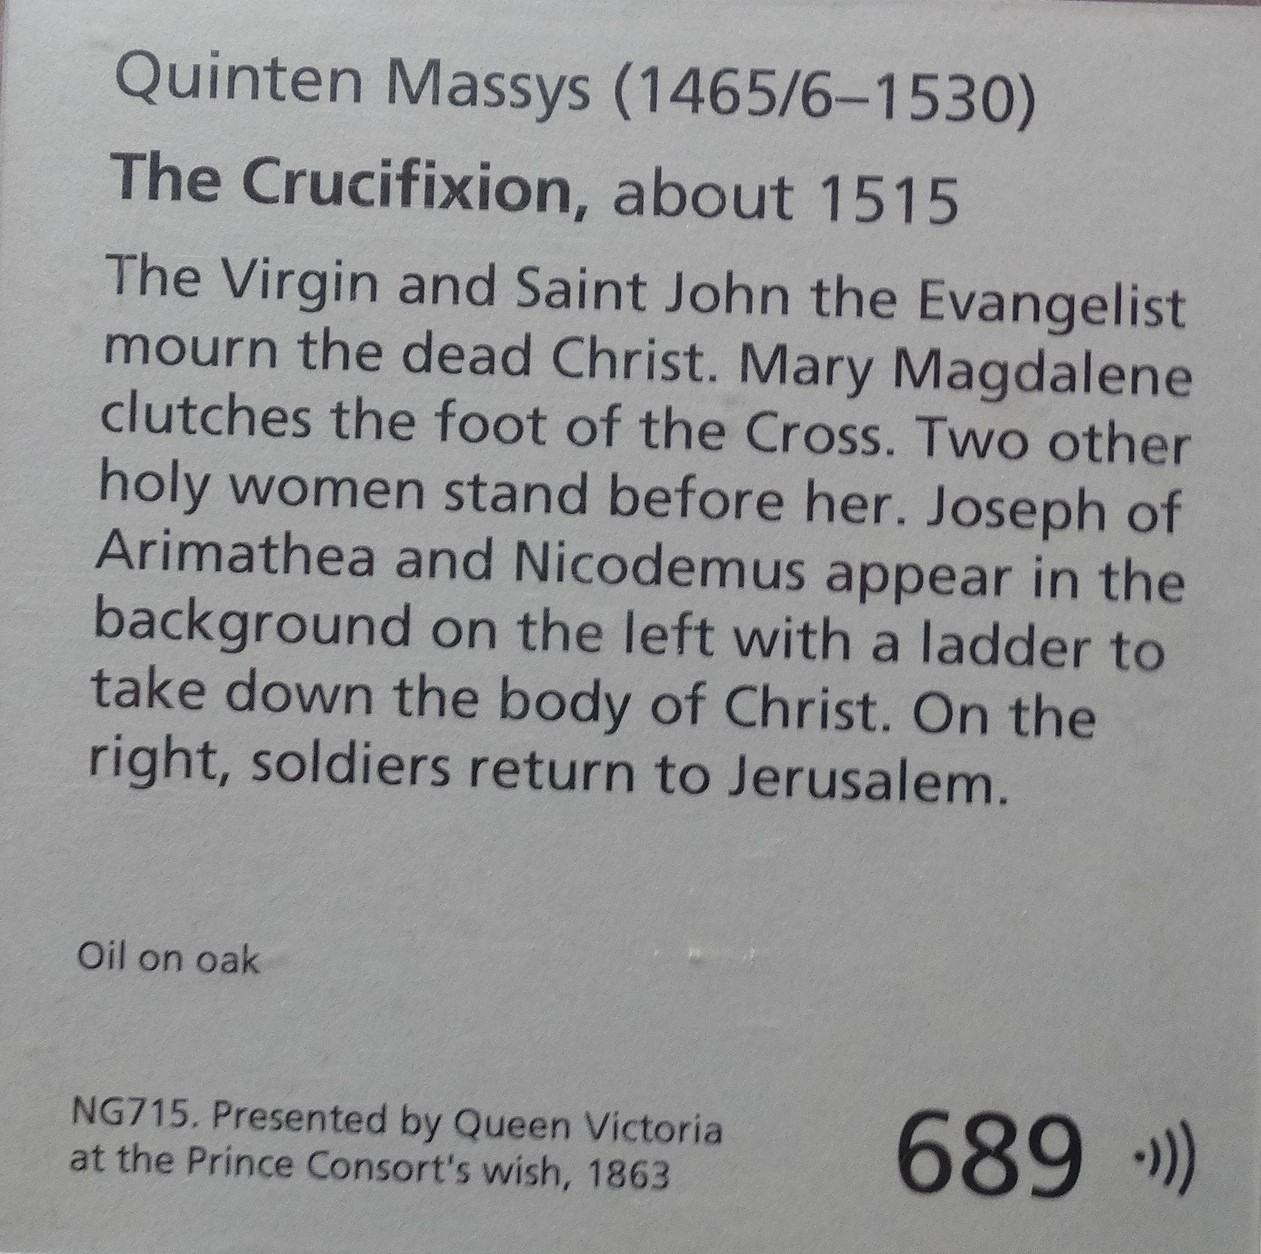 Quinten Massys (1465/6–1530)
The Crucifixion, about 1515
The Virgin and Saint John the Evangelist
mourn the dead Christ. Mary Magdalene
clutches the foot of the Cross. Two other
holy women stand before her. Joseph of
Arimathea and Nicodemus appear in the
background on the left with a ladder to
take down the body of Christ. On the
right, soldiers return to Jerusalem.
Oil on oak
NG715. Presented by Queen Victoria
at the Prince Consort's wish, 1863
689